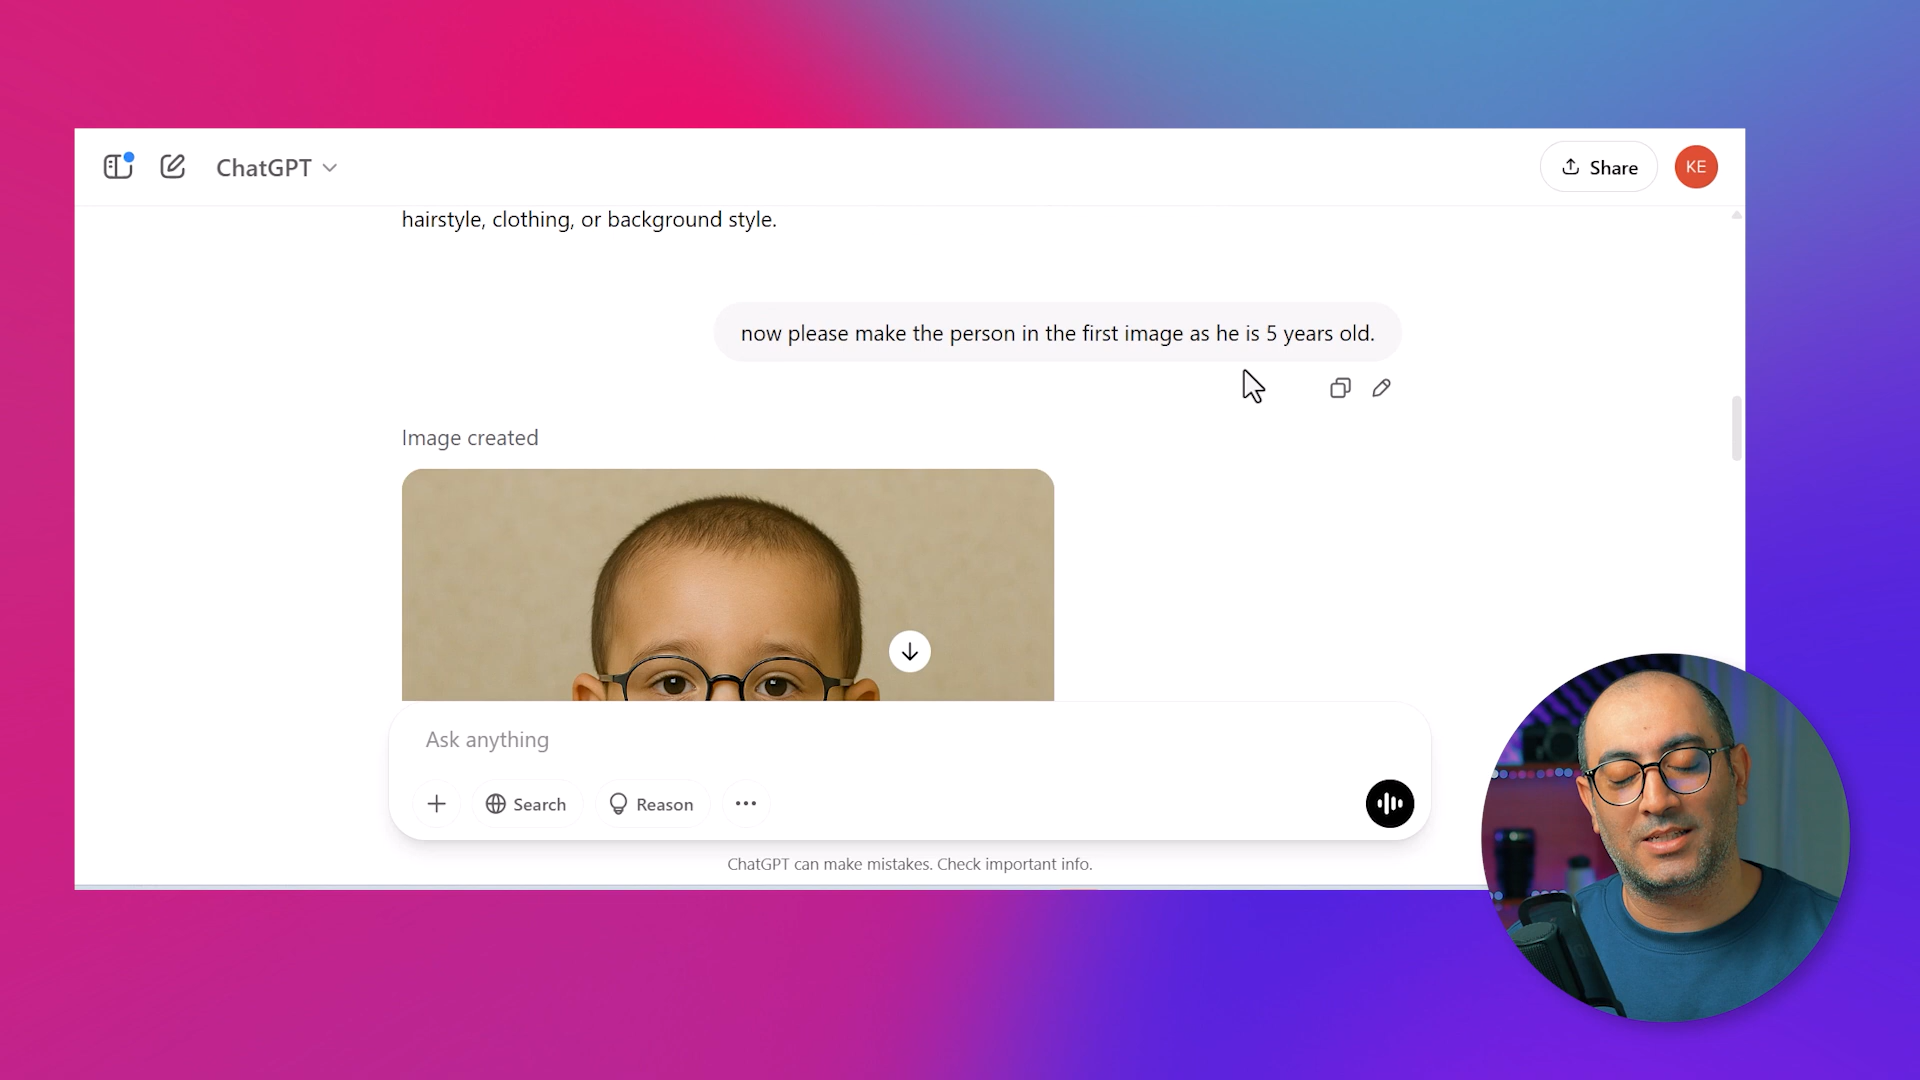 ChatGPT
Share
KE
hairstyle, clothing, or background style.
now please make the person in the first image as he is 5 years old.
Image created
Ask anything
Search
Reason
ChatGPT can make mistakes. Check important info.